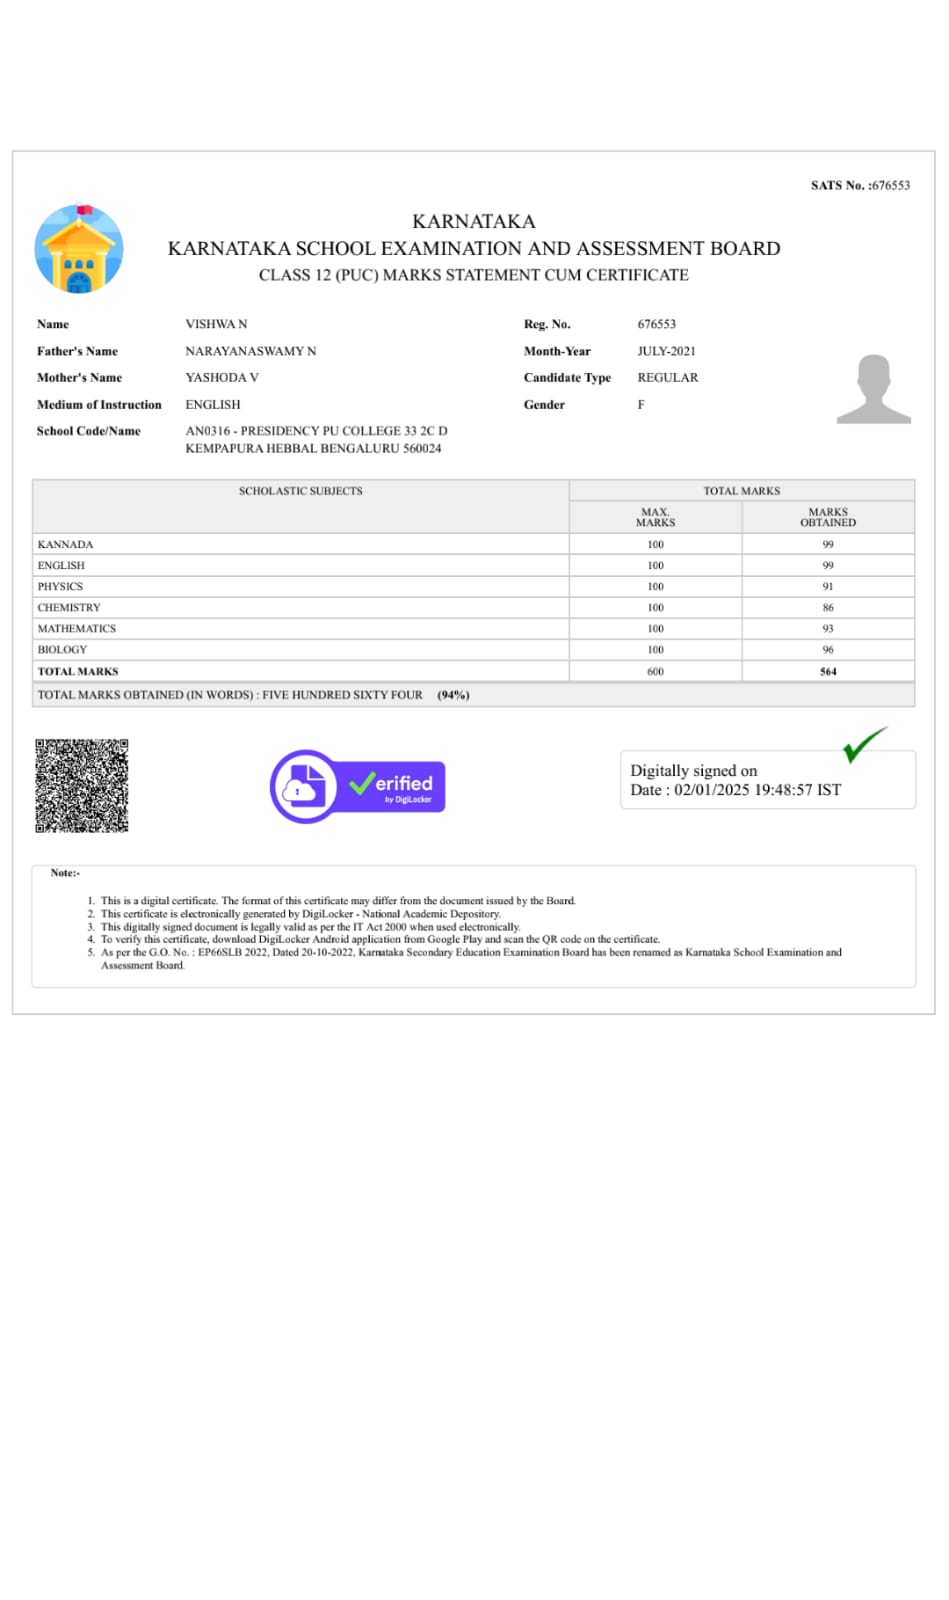 SATS No. :676553
KARNATAKA
KARNATAKA SCHOOL EXAMINATION AND ASSESSMENT BOARD
CLASS 12 (PUC) MARKS STATEMENT CUM CERTIFICATE
Name VISHWA N Reg. No. 676553
Father's Name NARAYANASWAMY N Month-Year JULY-2021
Mother's Name YASHODA V Candidate Type REGULAR
Medium of Instruction ENGLISH Gender F
School Code/Name AN0316 - PRESIDENCY PU COLLEGE 33 2C D
KEMPAPURA HEBBAL BENGALURU 560024
SCHOLASTIC SUBJECTS TOTAL MARKS
MAX. MARKS
MARKS OBTAINED
KANNADA 100 99
ENGLISH 100 99
PHYSICS 100 91
CHEMISTRY 100 86
MATHEMATICS 100 93
BIOLOGY 100 96
TOTAL MARKS 600 564
TOTAL MARKS OBTAINED (IN WORDS) : FIVE HUNDRED SIXTY FOUR (94%)
erified
by DigiLocker
Digitally signed on
Date : 02/01/2025 19:48:57 IST
Note:-
1. This is a digital certificate. The format of this certificate may differ from the document issued by the Board.
2. This certificate is electronically generated by DigiLocker - National Academic Depository.
3. This digitally signed document is legally valid as per the IT Act 2000 when used electronically.
4. To verify this certificate, download DigiLocker Android application from Google Play and scan the QR code on the certificate.
5. As per the G.O. No. : EP66SLB 2022, Dated 20-10-2022, Karnataka Secondary Education Examination Board has been renamed as Karnataka School Examination and
Assessment Board.